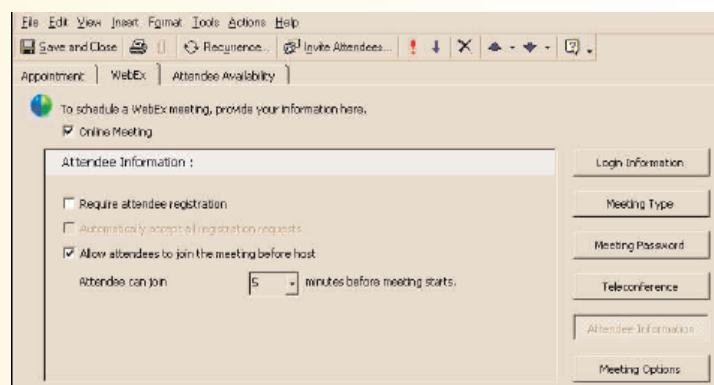 File Edit View Insert Format Tools Actions Help
Save and Close Recurrence... Invite Attendees...
Appointment WebEx Attendee Availability
To schedule a WebEx meeting, provide your information here.
Online Meeting
Attendee Information :
Login Information
Require attendee registration
Meeting Type
Automatically accept all registration requests
Allow attendees to join the meeting before host
Meeting Password
Attendee can join 5 minutes before meeting starts.
Teleconference
Attendee Information
Meeting Options